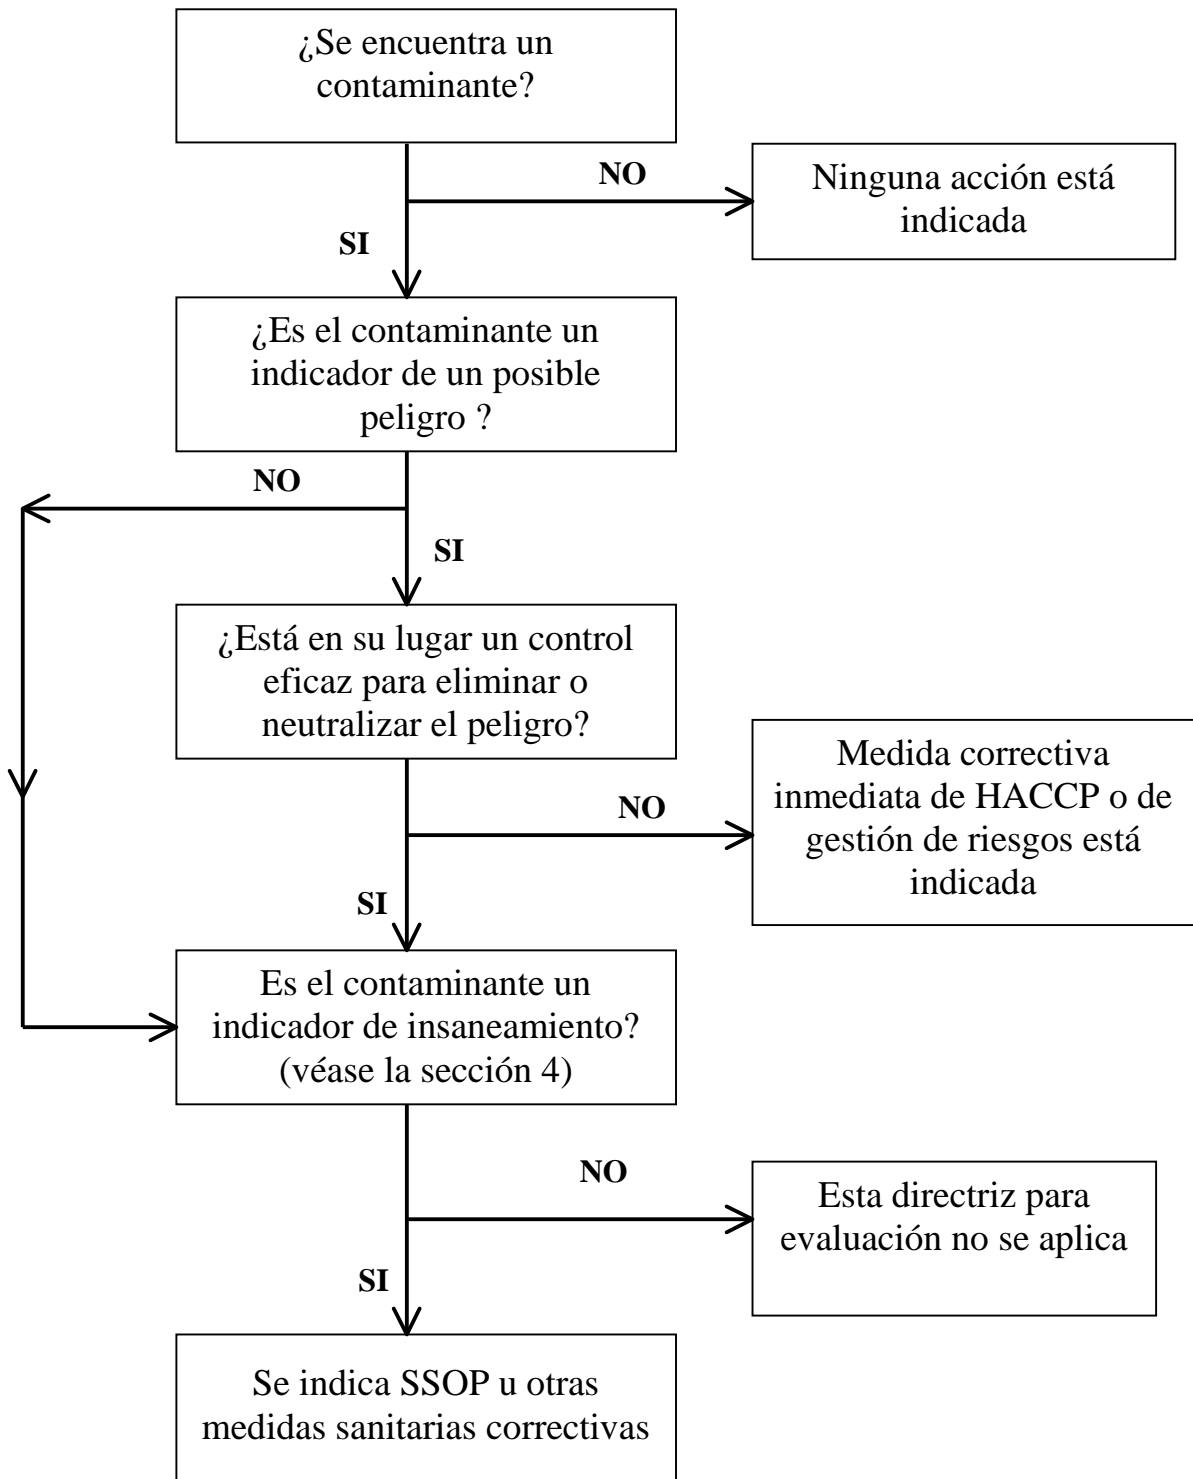 ¿Se encuentra un
contaminante?
NO
Ninguna acción está
indicada
SI
¿Es el contaminante un
indicador de un posible
peligro ?
NO
SI
¿Está en su lugar un control
eficaz para eliminar o
neutralizar el peligro?
NO
Medida correctiva
inmediata de HACCP o de
gestión de riesgos está
indicada
SI
Es el contaminante un
indicador de insaneamiento?
(véase la sección 4)
NO
Esta directriz para
evaluación no se aplica
SI
Se indica SSOP u otras
medidas sanitarias correctivas